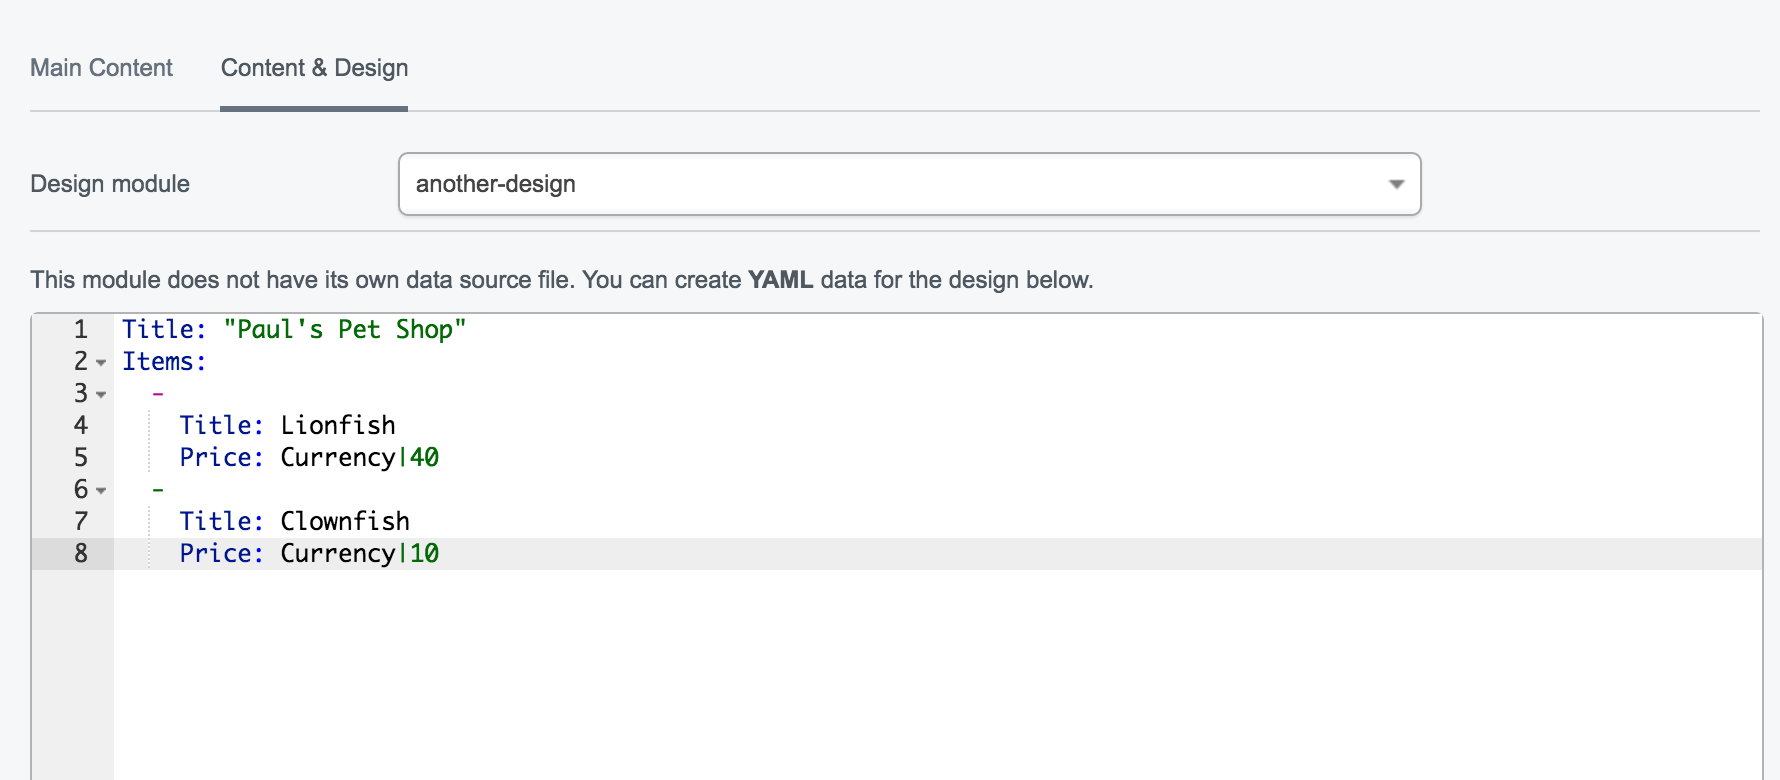 Main Content Content & Design
Design module another-design
This module does not have its own data source file. You can create YAML data for the design below.
1 Title: "Paul's Pet Shop"
2 Items:
3 -
4 Title: Lionfish
5 Price: Currency|40
6 -
7 Title: Clownfish
8 Price: Currency|10